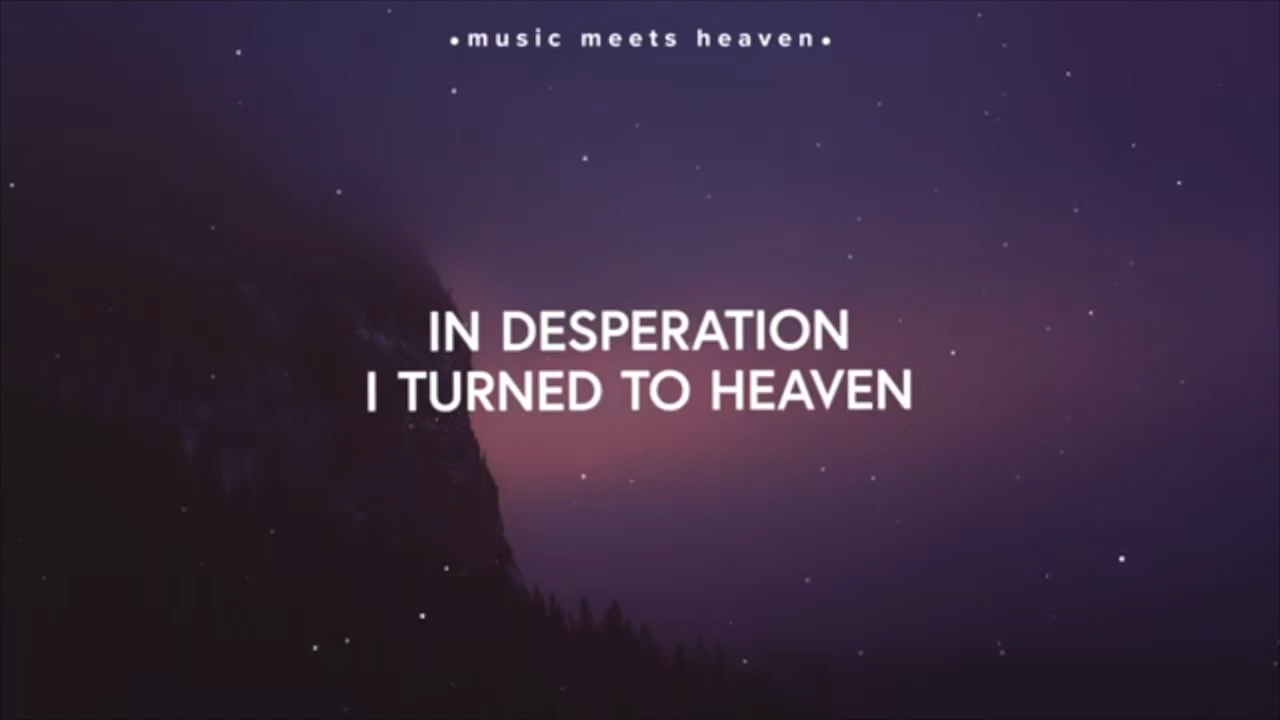 •music meets heaven•
IN DESPERATION
I TURNED TO HEAVEN